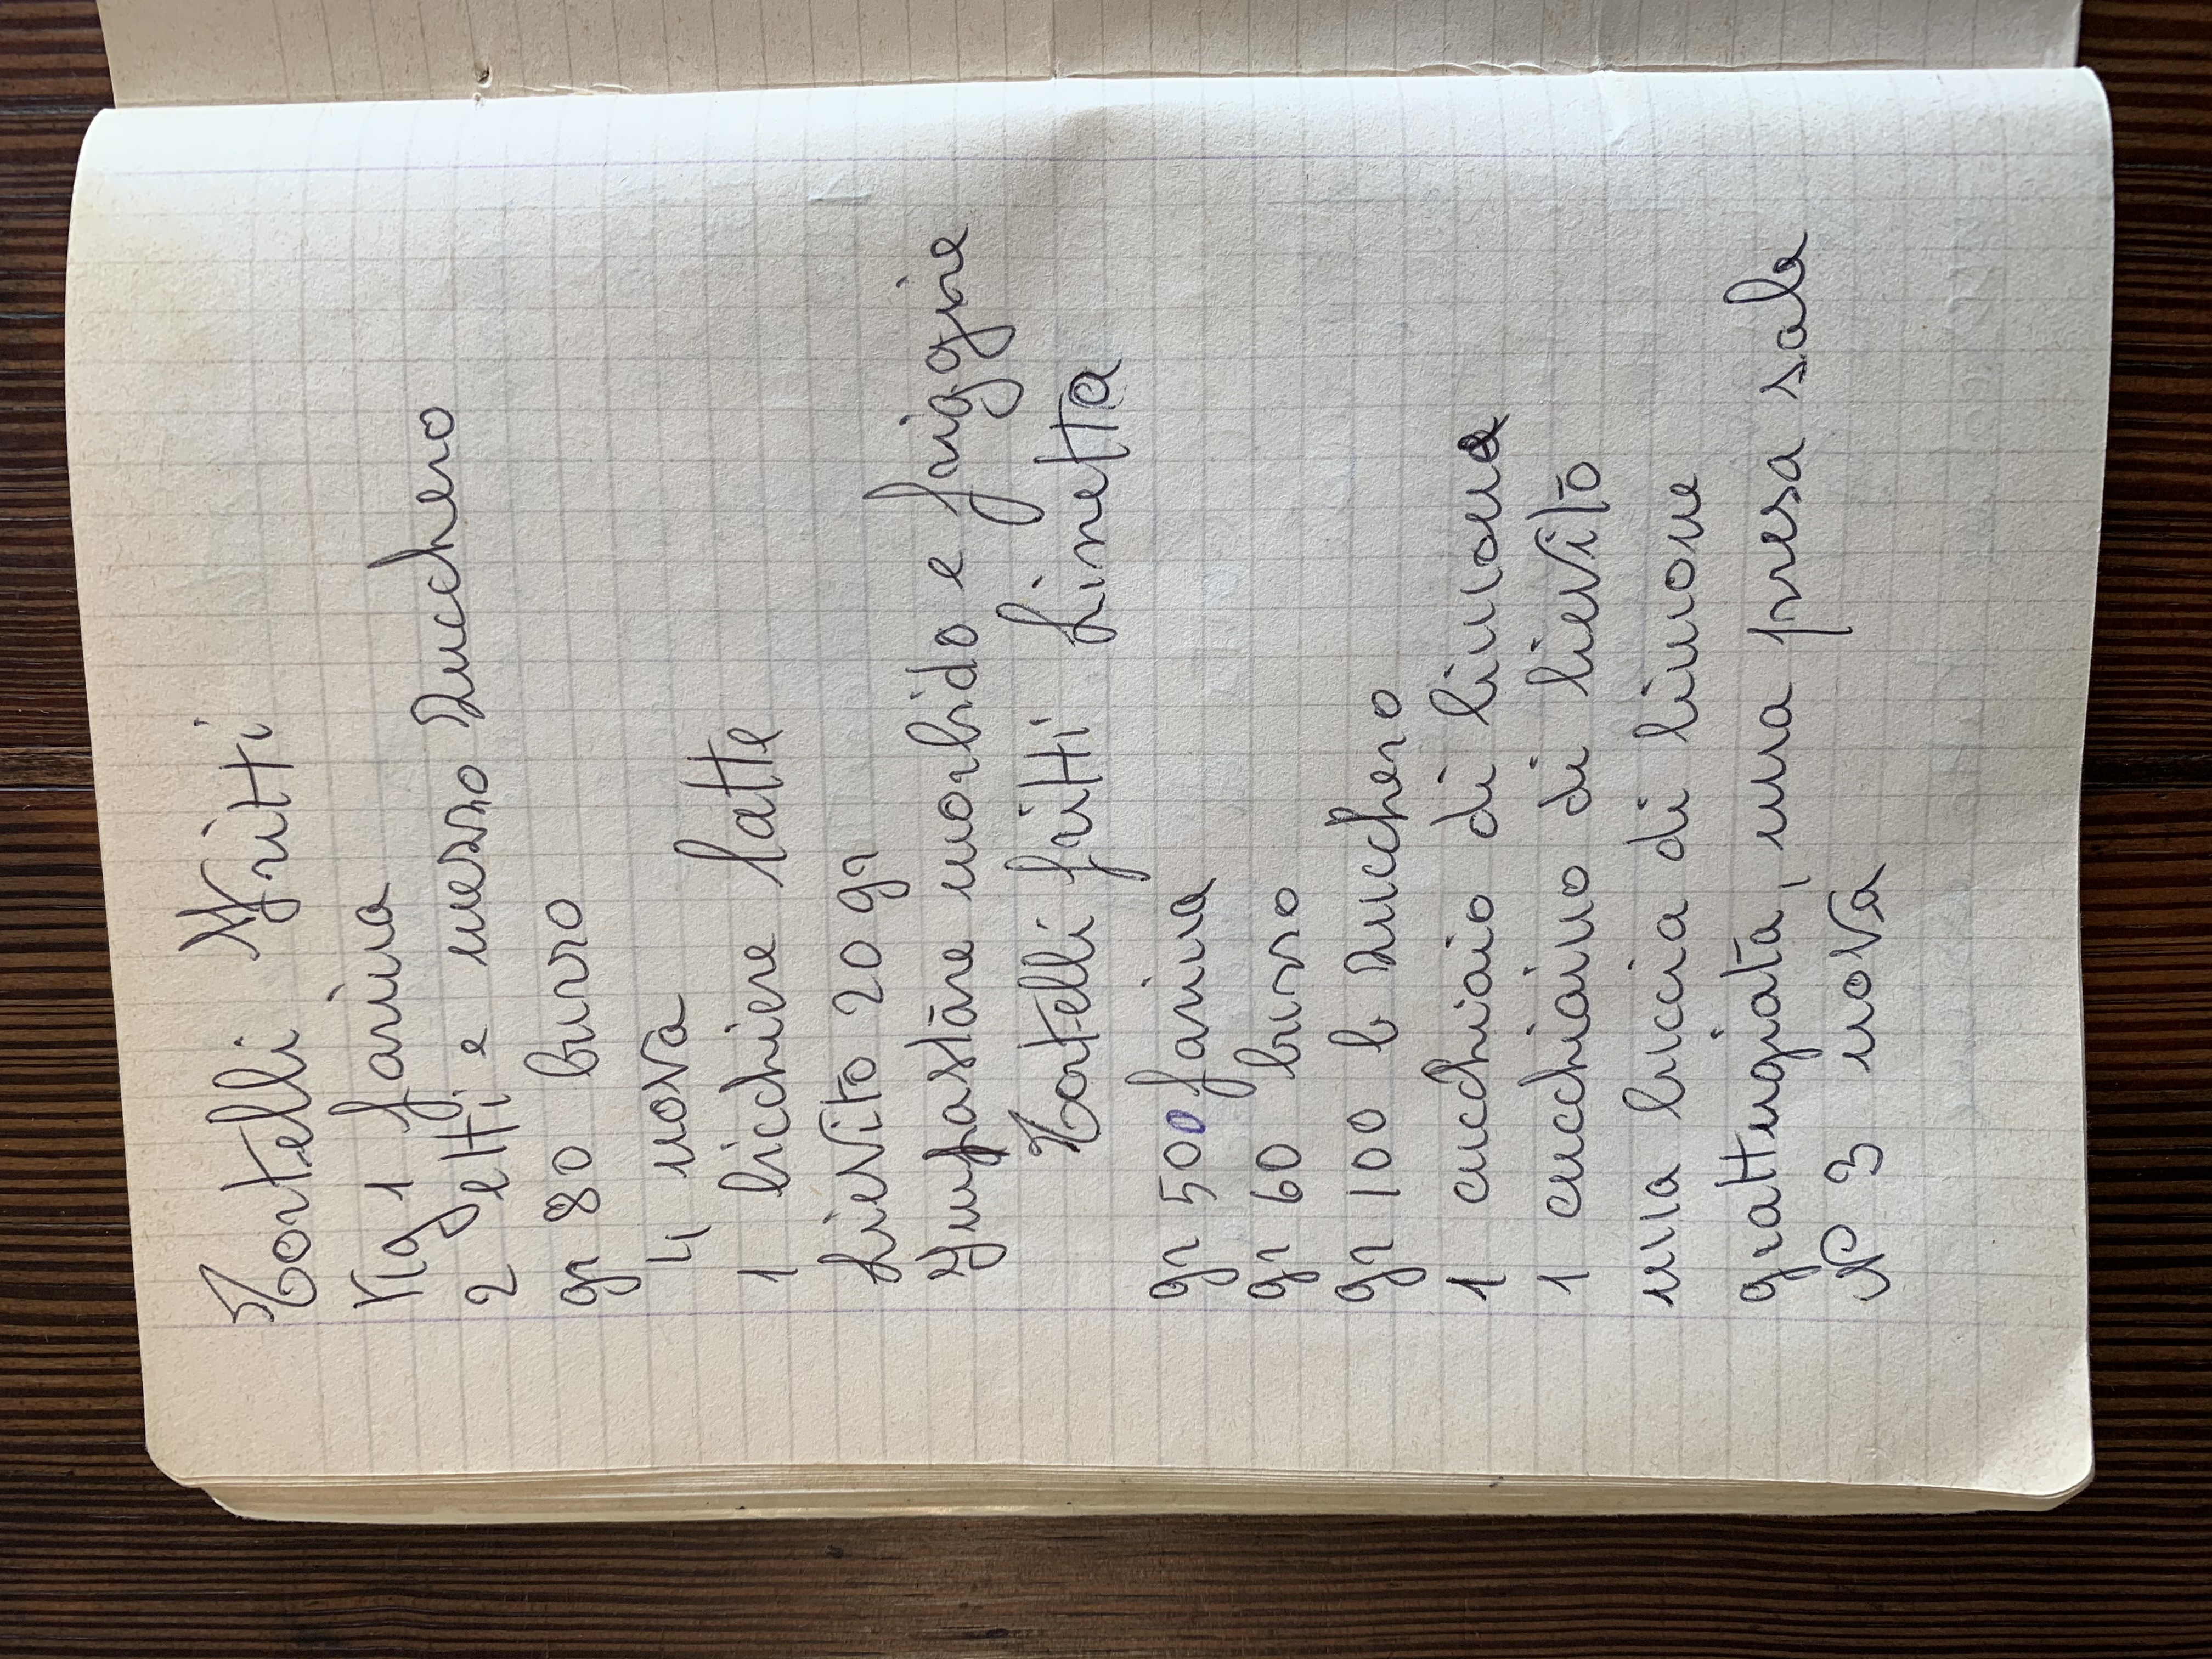 Tortelli Fritti
Kg 1 farina
2 etti e mezzo zucchero
gr 80 burro
4 uova
1 bicchiere latte
Lievito 20 gr
Impastare morbido e friggire
Tortelli fritti Linetta
gr 500 farina
gr 60 burro
gr 100 b zucchero
1 cucchiaio di limone
1 cucchiaino di lievito
una buccia di limone
grattugiata, una presa sale
N 3 uova